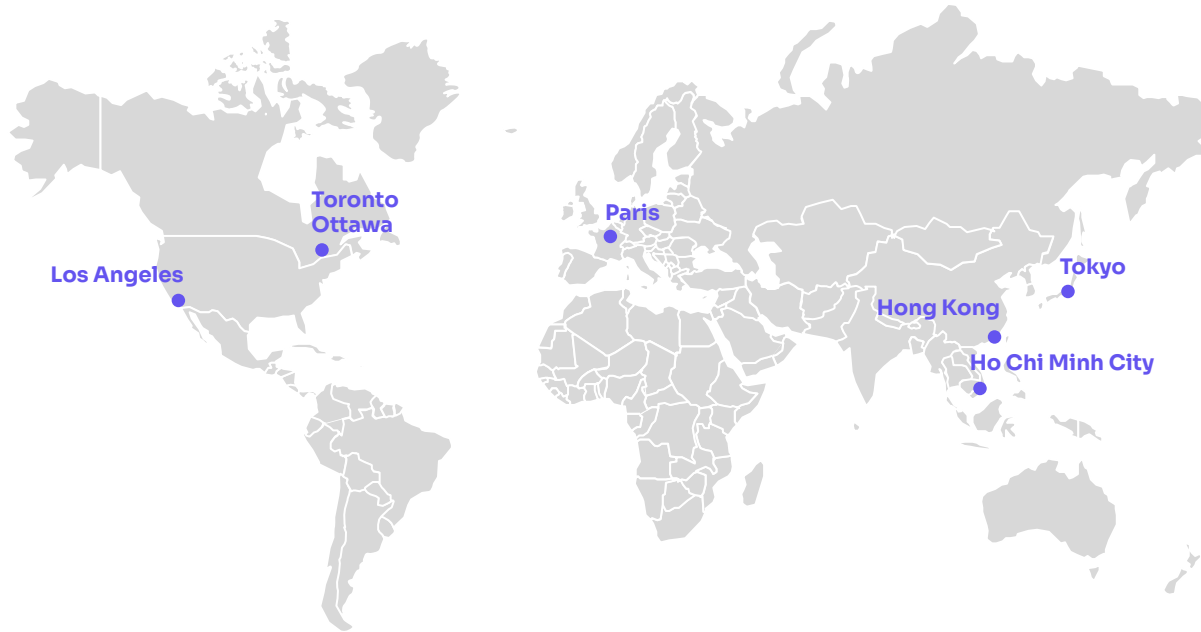 Toronto
Ottawa
Paris
Los Angeles
Tokyo
Hong Kong
Ho Chi Minh City